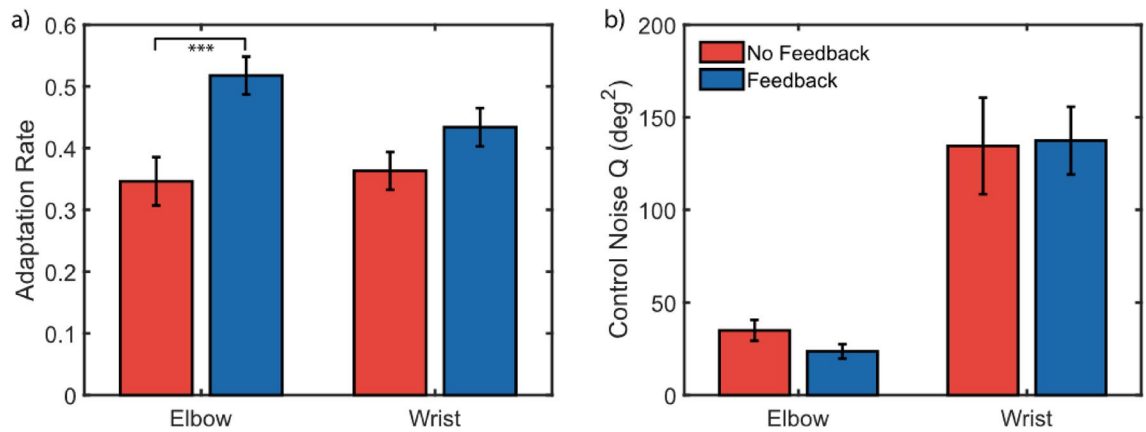 a)
Adaptation Rate
0.6
0.5
0.4
0.3
0.2
0.1
0
***
Elbow
Wrist
b)
Control Noise Q (deg²)
200
150
100
50
0
No Feedback
Feedback
Elbow
Wrist